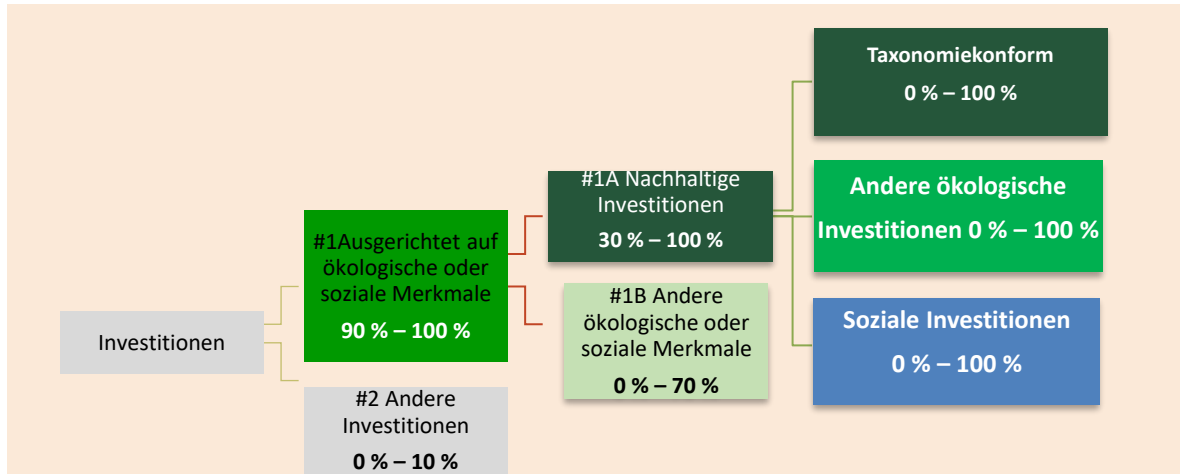 Investitionen
#1Ausgerichtet auf
ökologische oder
soziale Merkmale
90 % – 100 %
#2 Andere
Investitionen
0 % – 10 %
#1A Nachhaltige
Investitionen
30 % – 100 %
#1B Andere
ökologische oder
soziale Merkmale
0 % – 70 %
Taxonomiekonform
0 % – 100 %
Andere ökologische
Investitionen 0 % – 100 %
Soziale Investitionen
0 % – 100 %